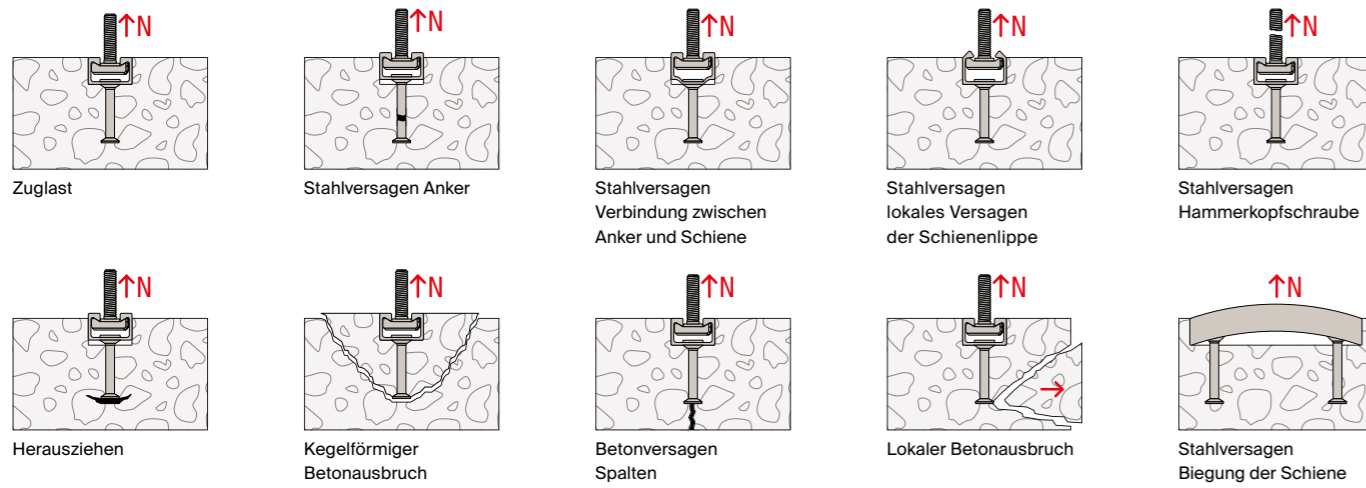 ↑N
↑N
↑N
↑N
↑N
Zuglast
Stahlversagen Anker
Stahlversagen
Verbindung zwischen
Anker und Schiene
Stahlversagen
lokales Versagen
der Schienenlippe
Stahlversagen
Hammerkopfschraube
↑N
↑N
↑N
↑N
↑N
Herausziehen
Kegelförmiger
Betonausbruch
Betonversagen
Spalten
Lokaler Betonausbruch
Stahlversagen
Biegung der Schiene